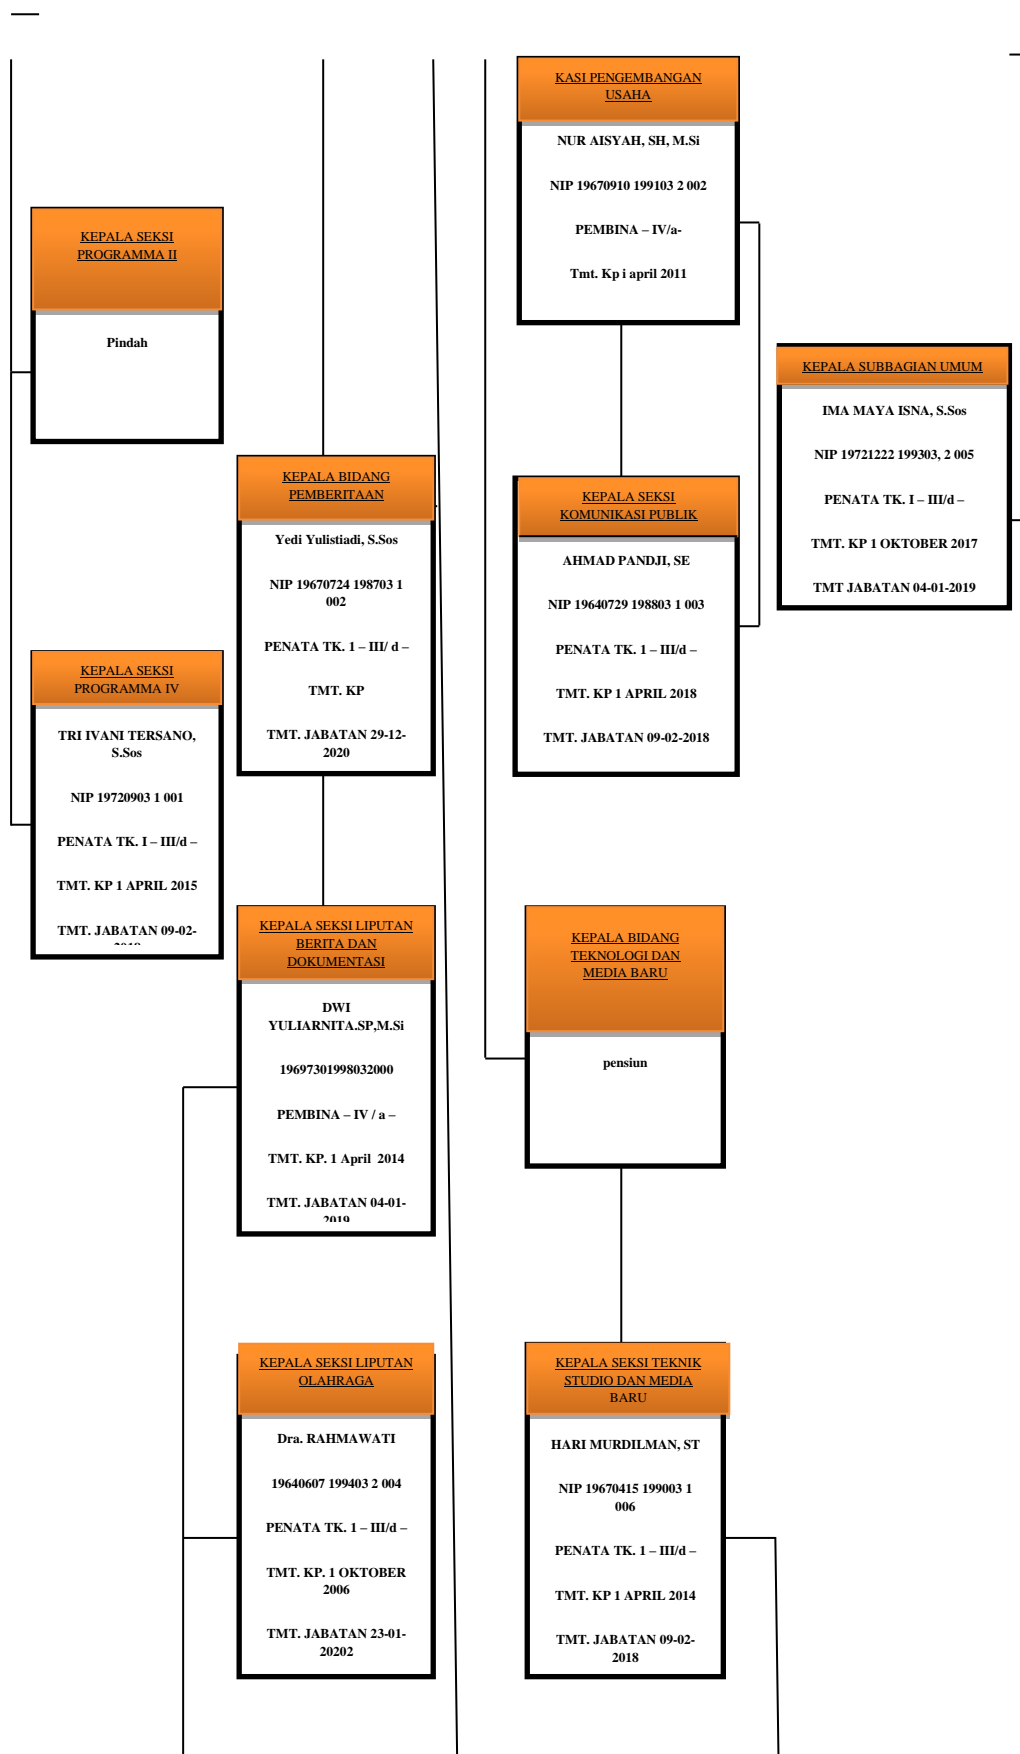 KASI PENGEMBANGAN
USAHA
NUR AISYAH, SH, M.Si
NIP 19670910 199103 2 002
PEMBINA – IV/a-
Tmt. Kp i april 2011
KEPALA SEKSI
PROGRAMMA II
Pindah
KEPALA SUBBAGIAN UMUM
IMA MAYA ISNA, S.Sos
NIP 19721222 199303, 2 005
PENATA TK. I – III/d –
TMT. KP 1 OKTOBER 2017
TMT JABATAN 04-01-2019
KEPALA BIDANG
PEMBERITAAN
Yedi Yulistiadi, S.Sos
NIP 19670724 198703 1
002
PENATA TK. 1 – III/ d –
TMT. KP
TMT. JABATAN 29-12-
2020
KEPALA SEKSI
KOMUNIKASI PUBLIK
AHMAD PANDJI, SE
NIP 19640729 198803 1 003
PENATA TK. 1 – III/d –
TMT. KP 1 APRIL 2018
TMT. JABATAN 09-02-2018
KEPALA SEKSI
PROGRAMMA IV
TRI IVANI TERSANO,
S.Sos
NIP 19720903 1 001
PENATA TK. I – III/d –
TMT. KP 1 APRIL 2015
TMT. JABATAN 09-02-
KEPALA SEKSI LIPUTAN
BERITA DAN
DOKUMENTASI
DWI
YULIARNITA.SP,M.Si
19697301998032000
PEMBINA – IV / a –
TMT. KP. 1 April 2014
TMT. JABATAN 04-01-
2019
KEPALA BIDANG
TEKNOLOGI DAN
MEDIA BARU
pensiun
KEPALA SEKSI LIPUTAN
OLAHRAGA
Dra. RAHMAWATI
19640607 199403 2 004
PENATA TK. 1 – III/d –
TMT. KP. 1 OKTOBER
2006
TMT. JABATAN 23-01-
20202
KEPALA SEKSI TEKNIK
STUDIO DAN MEDIA
BARU
HARI MURDILMAN, ST
NIP 19670415 199003 1
006
PENATA TK. 1 – III/d –
TMT. KP 1 APRIL 2014
TMT. JABATAN 09-02-
2018